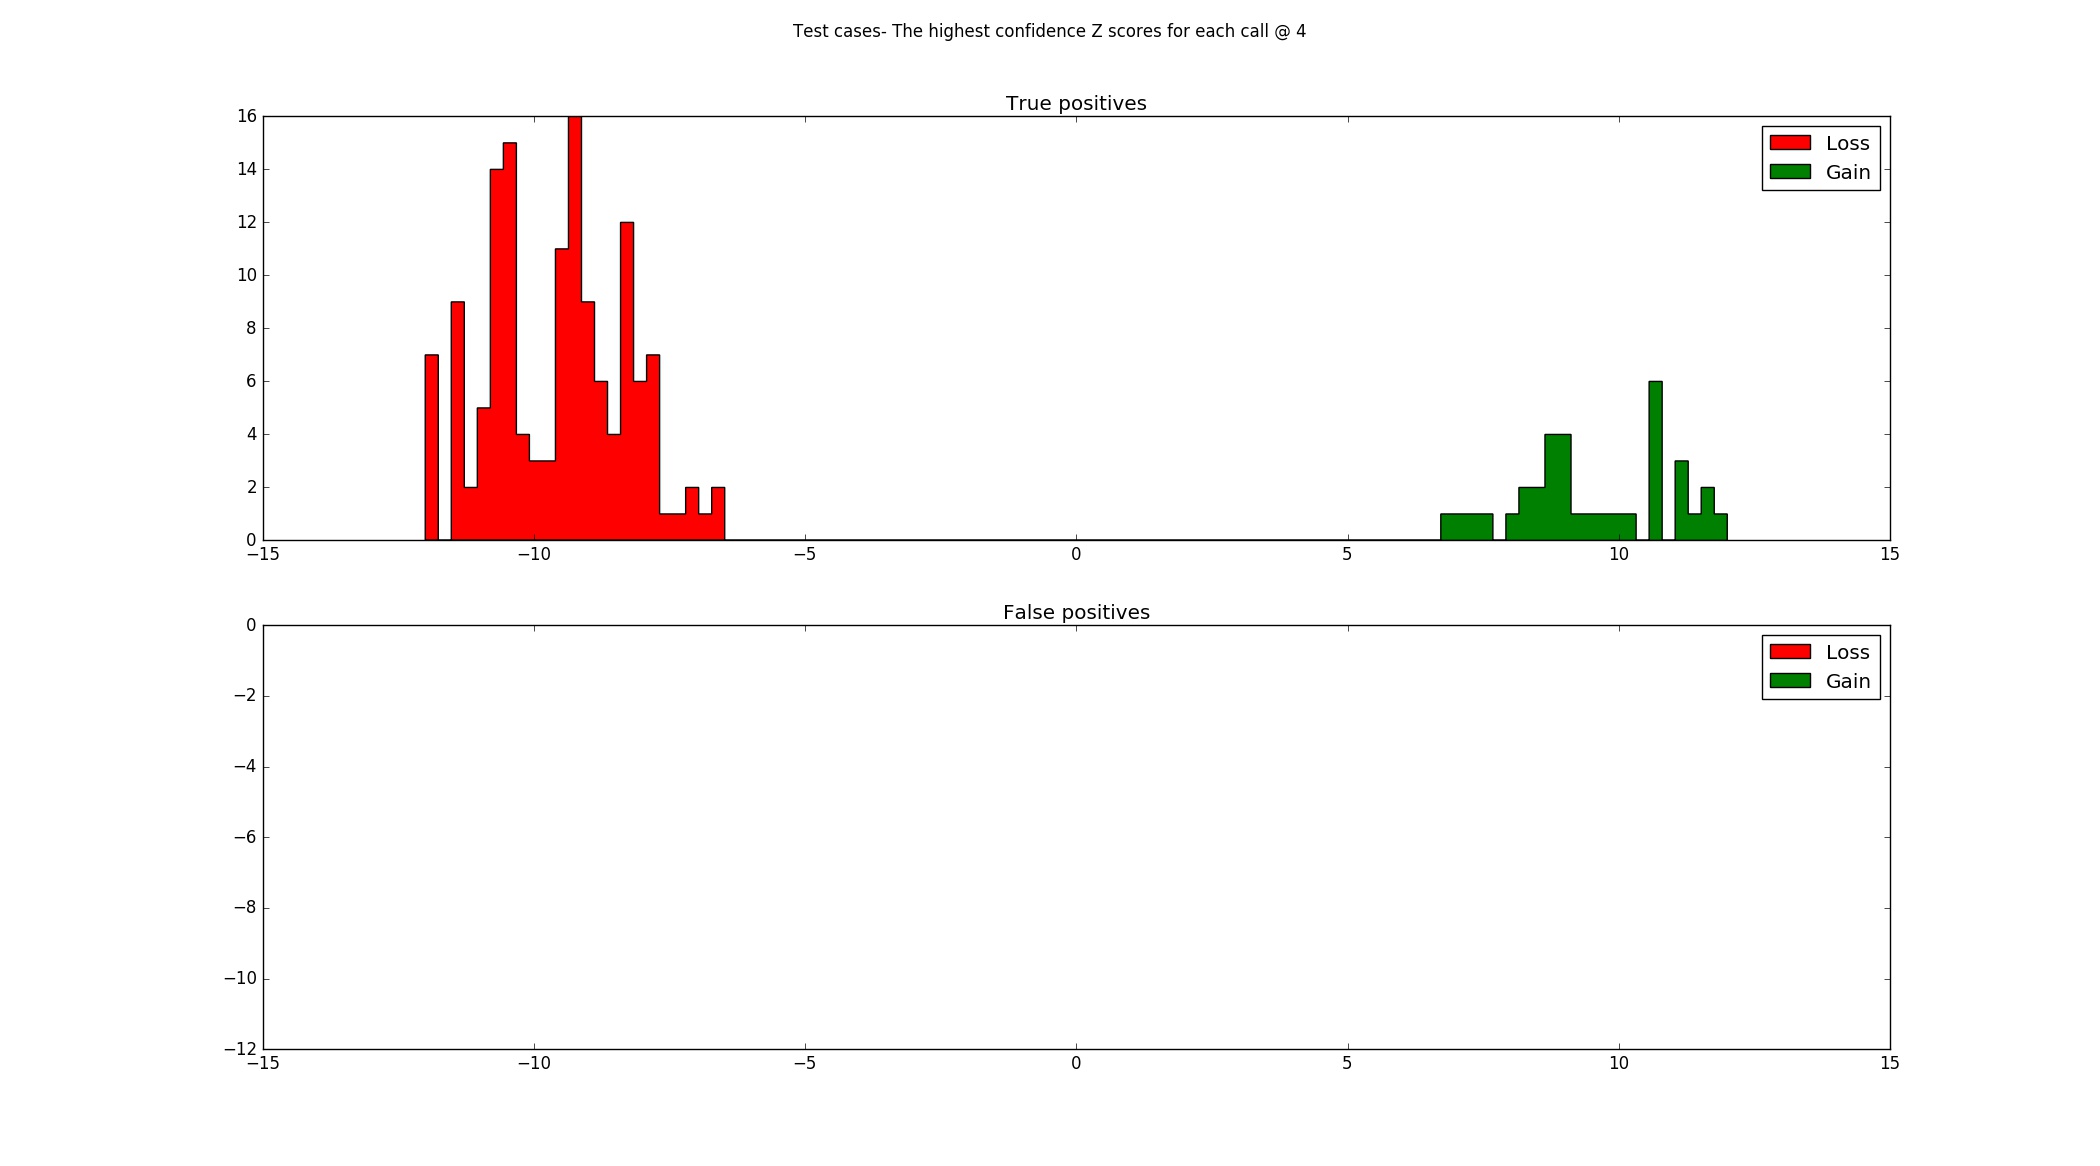 Test cases- The highest confidence Z scores for each call @ 4
True positives
16
14
12
10
8
6
4
2
0
Loss
Gain
−15 −10 −5 0 5 10 15
False positives
0
−2
−4
−6
−8
−10
−12
Loss
Gain
−15 −10 −5 0 5 10 15